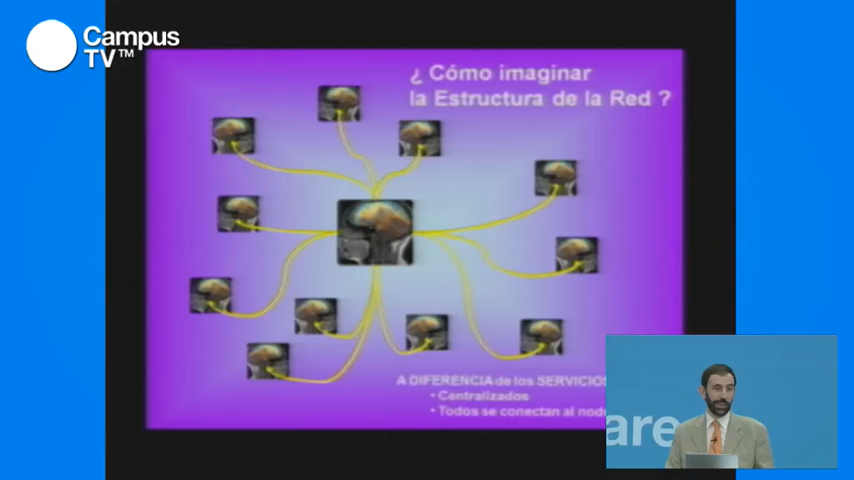 Campus
TV™
¿ Cómo imaginar
la Estructura de la Red ?
A DIFERENCIA de los SERVICIOS
• Centralizados
• Todos se conectan al nodo
are